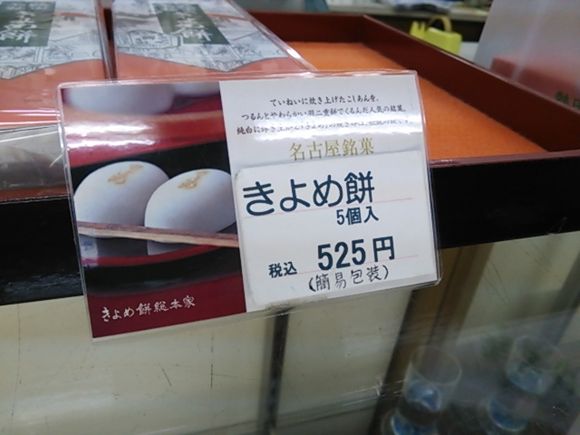 ていねいに炊き上げたこしあんを、
つるんとやわらかい羽二重餅でくるんだ人気の銘菓。
名古屋銘菓
きよめ餅
5個入
税込 525円
(簡易包装)
きよめ餅総本家